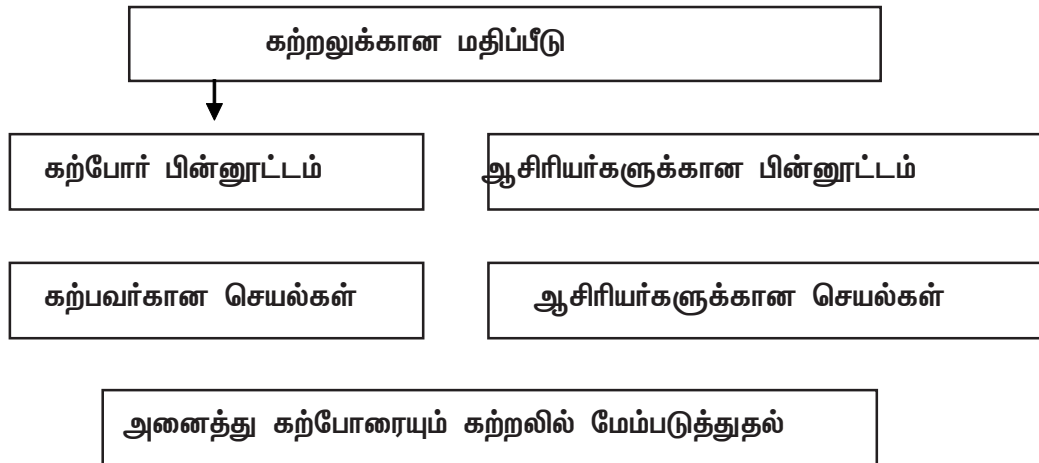 கற்றலுக்கான மதிப்பீடு
கற்போர் பின்னூட்டம்
ஆசிரியர்களுக்கான பின்னூட்டம்
கற்பவர்கான செயல்கள்
ஆசிரியர்களுக்கான செயல்கள்
அனைத்து கற்போரையும் கற்றலில் மேம்படுத்துதல்